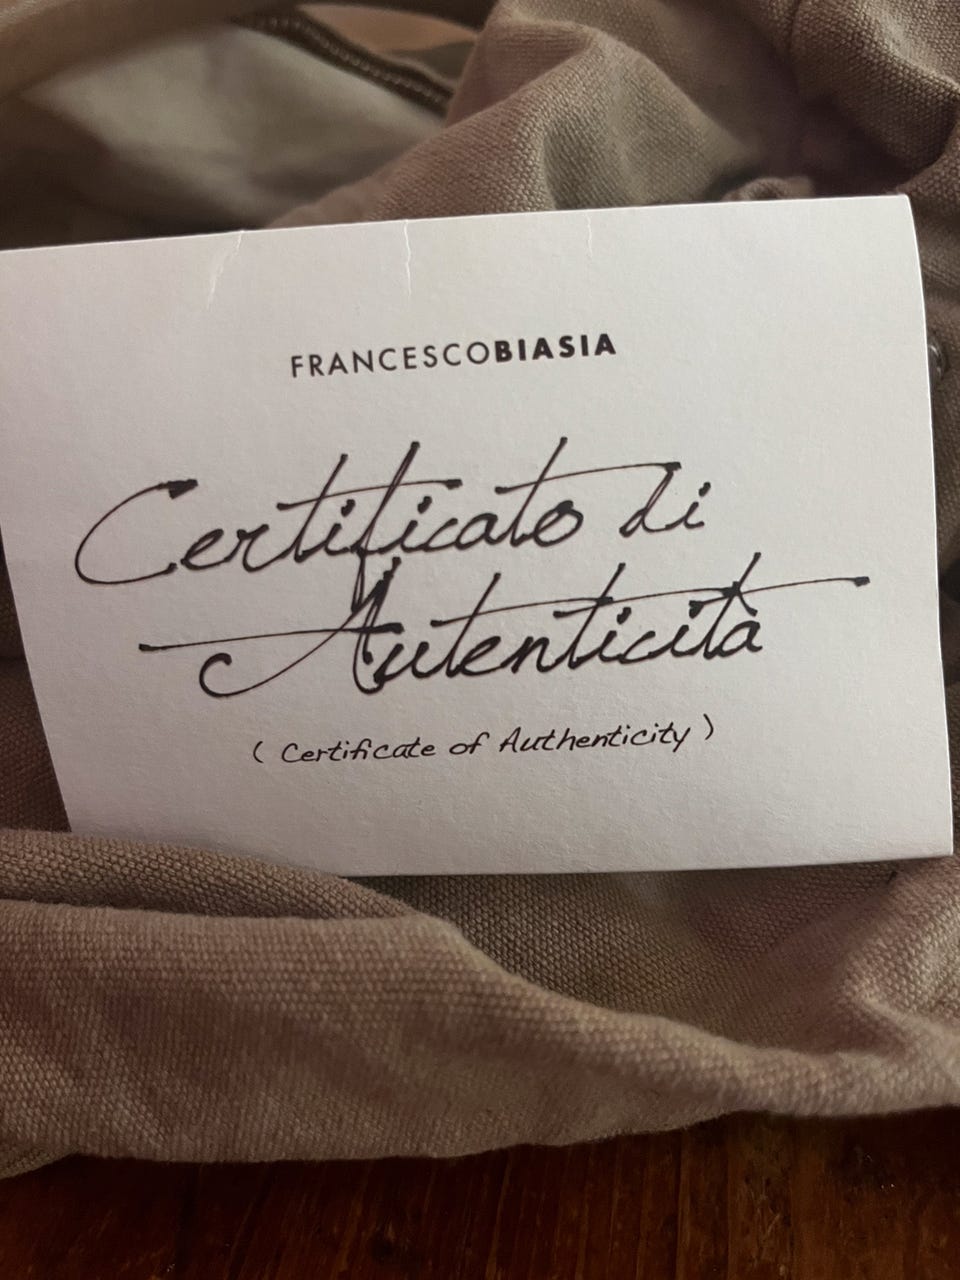 FRANCESCOBIASIA
Certificato di
Autenticità
( Certificate of Authenticity )